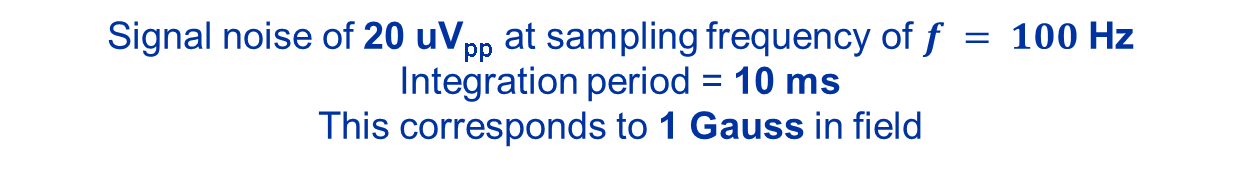 Signal noise of 20 uVpp at sampling frequency of f = 100 Hz
Integration period = 10 ms
This corresponds to 1 Gauss in field